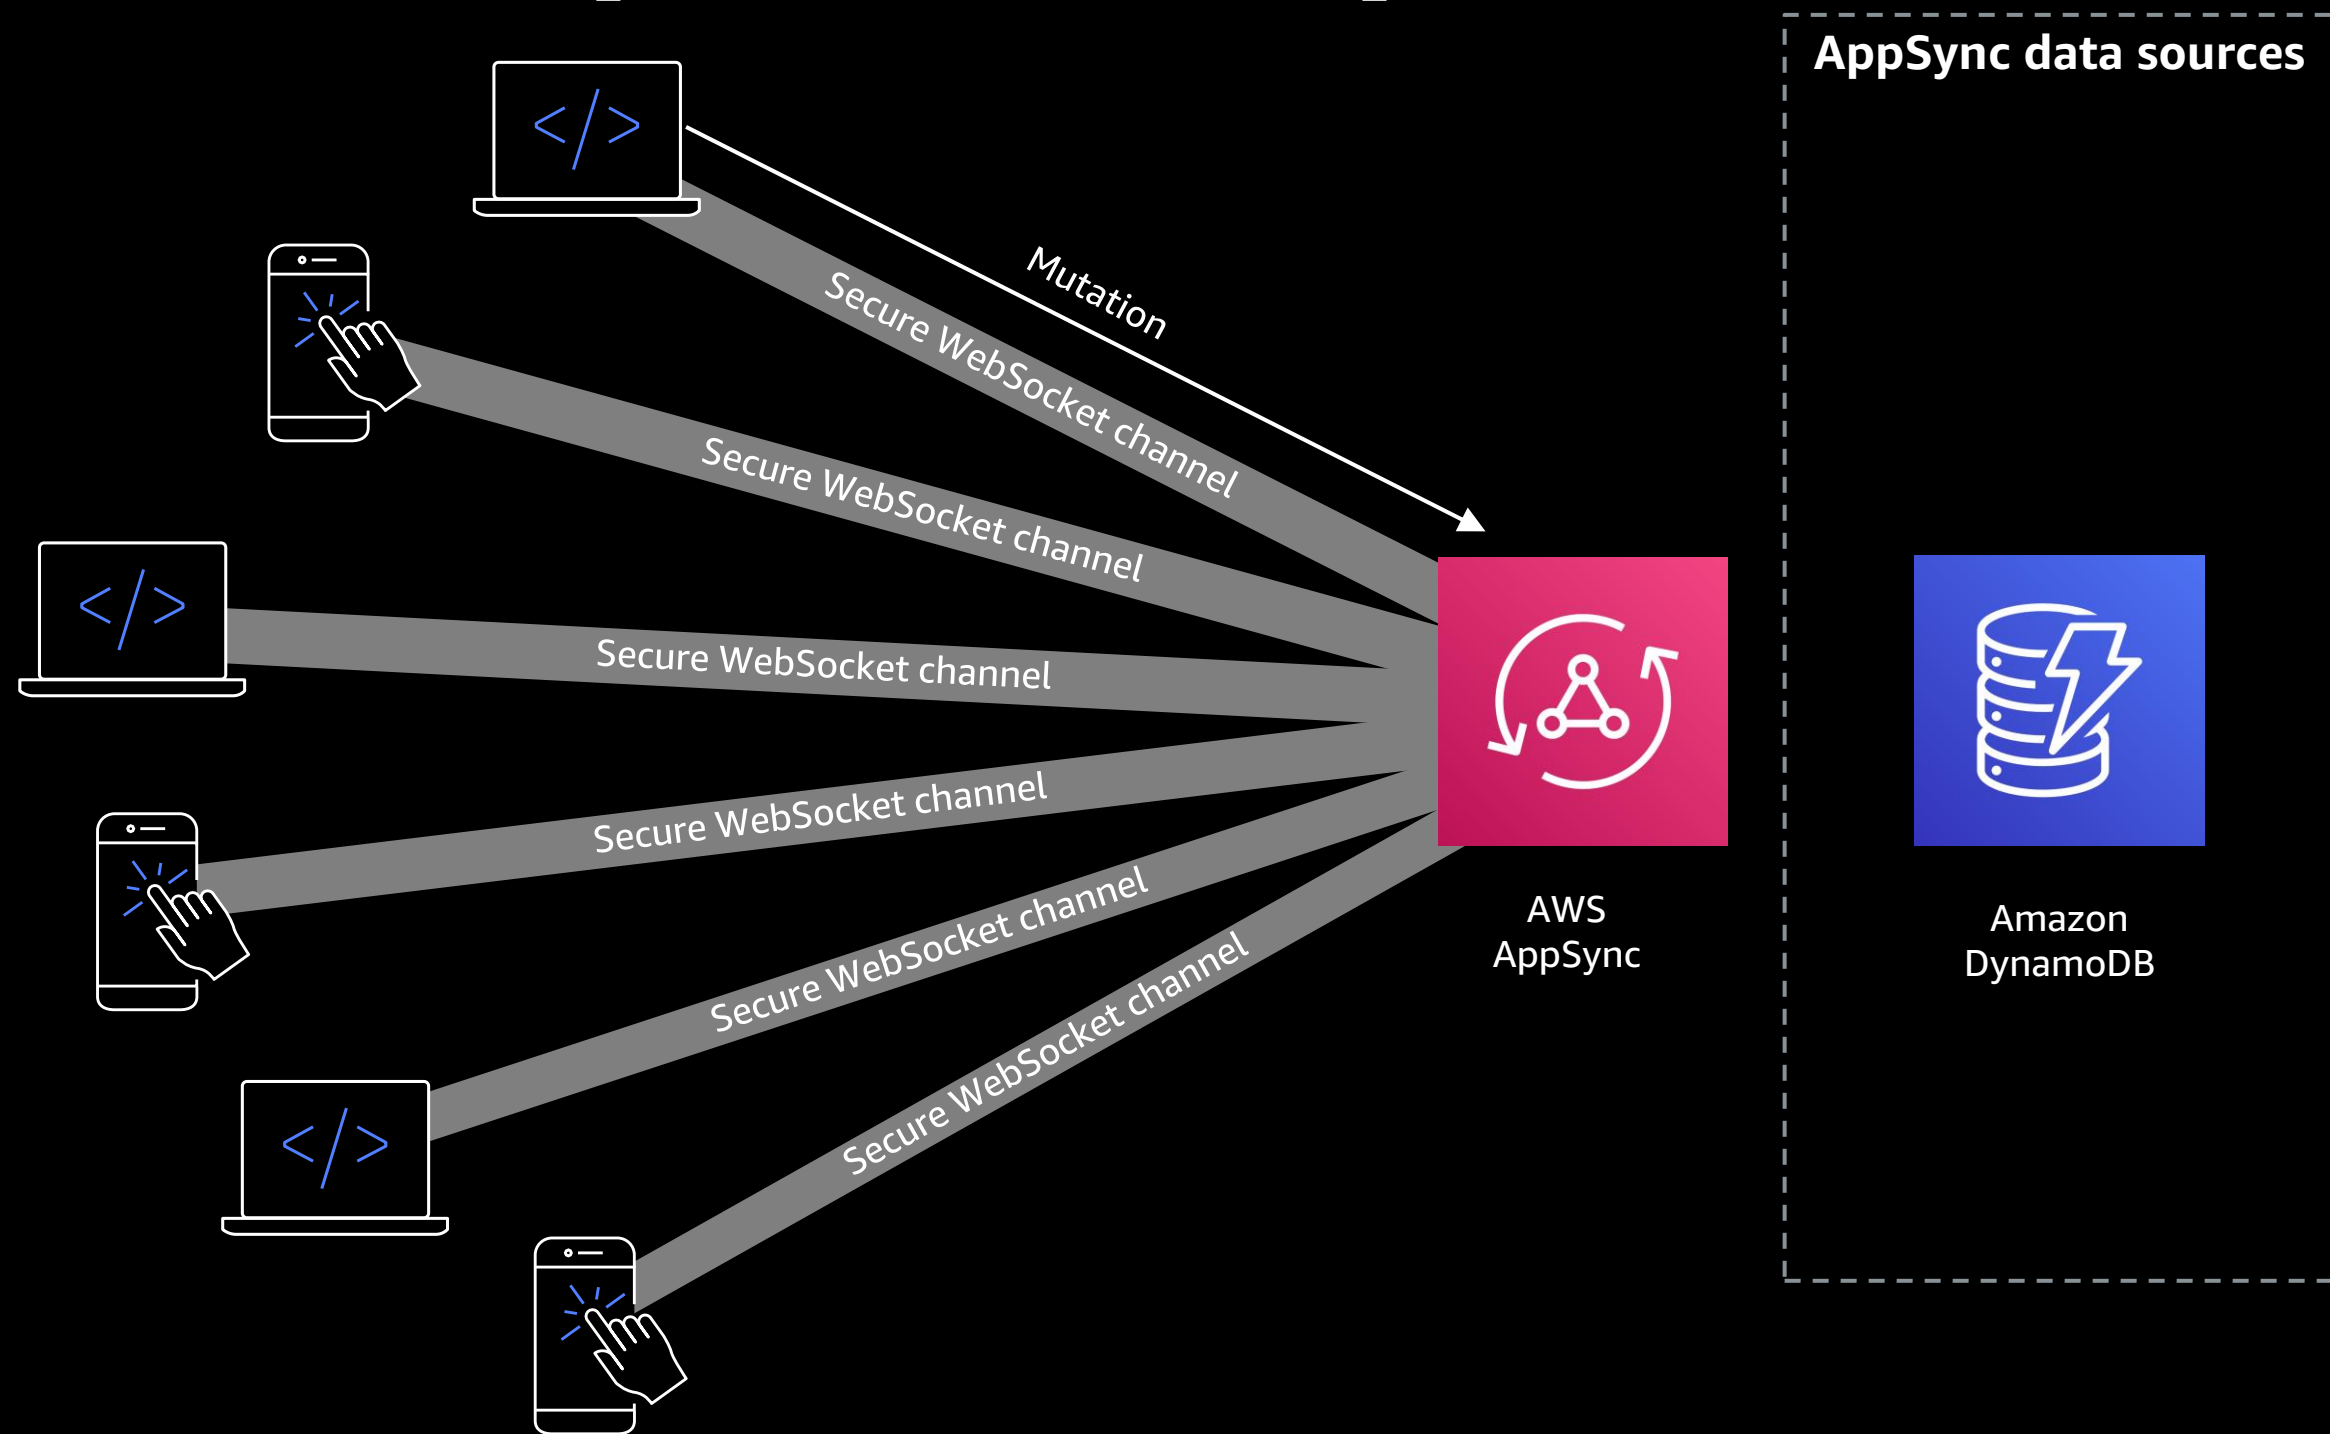 AppSync data sources
Mutation
Secure WebSocket channel
Secure WebSocket channel
Secure WebSocket channel
Secure WebSocket channel
Secure WebSocket channel
Secure WebSocket channel
AWS
AppSync
Amazon
DynamoDB